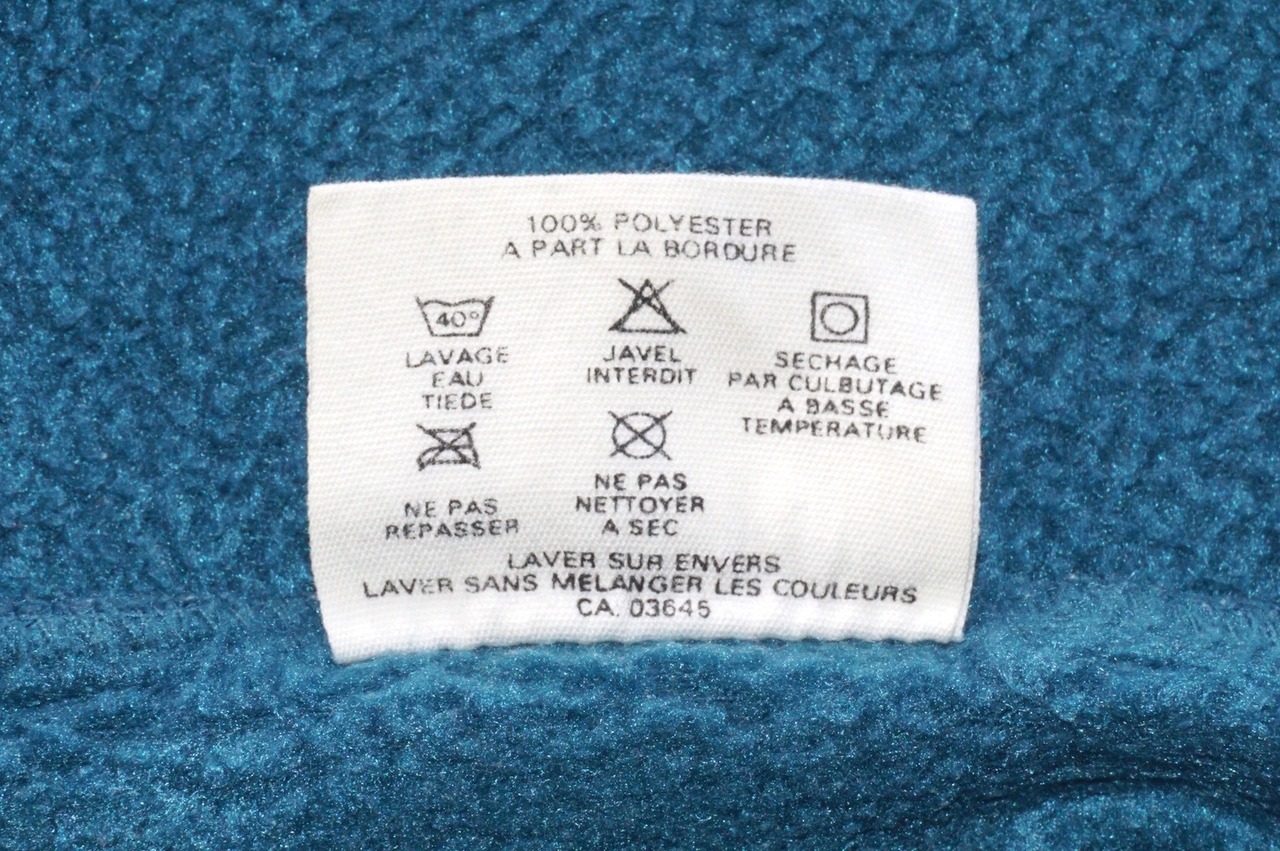 100% POLYESTER
A PART LA BORDURE
40°
LAVAGE
EAU
TIEDE
JAVEL
INTERDIT
SECHAGE
PAR CULBUTAGE
A BASSE
TEMPERATURE
NE PAS
REPASSER
NE PAS
NETTOYER
A SEC
LAVER SUR ENVERS
LAVER SANS MELANGER LES COULEURS
CA. 03645